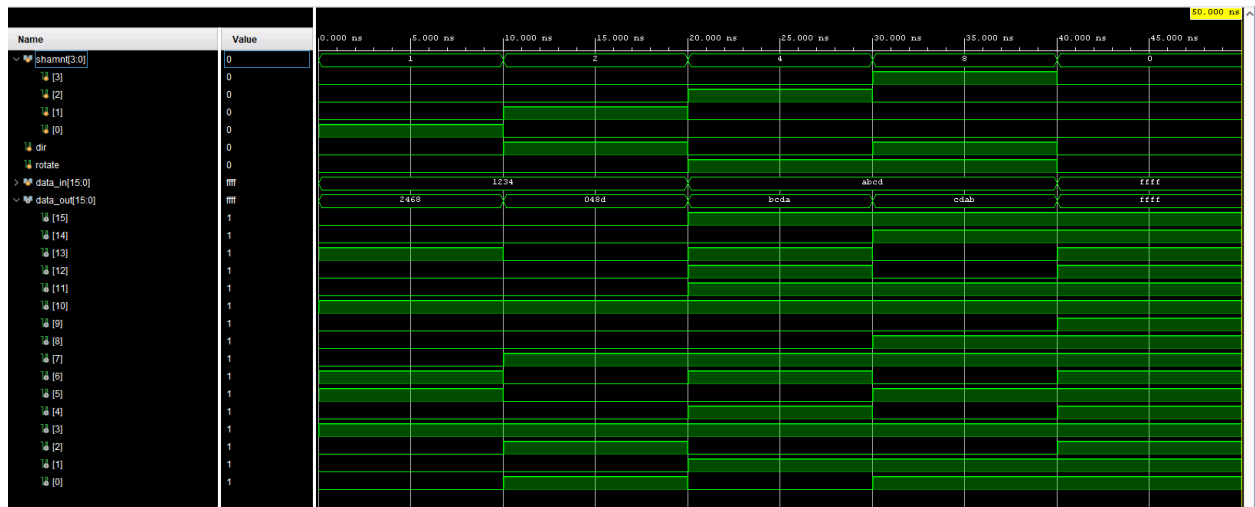 50.000 ns
Name Value 0.000 ns 5.000 ns 10.000 ns 15.000 ns 20.000 ns 25.000 ns 30.000 ns 35.000 ns 40.000 ns 45.000 ns
shamnt[3:0] 0 1 2 4 8 0
[3] 0
[2] 0
[1] 0
[0] 0
dir 0
rotate 0
data_in[15:0] ffff 1234 abcd ffff
data_out[15:0] ffff 2468 048d bcda cdab ffff
[15] 1
[14] 1
[13] 1
[12] 1
[11] 1
[10] 1
[9] 1
[8] 1
[7] 1
[6] 1
[5] 1
[4] 1
[3] 1
[2] 1
[1] 1
[0] 1